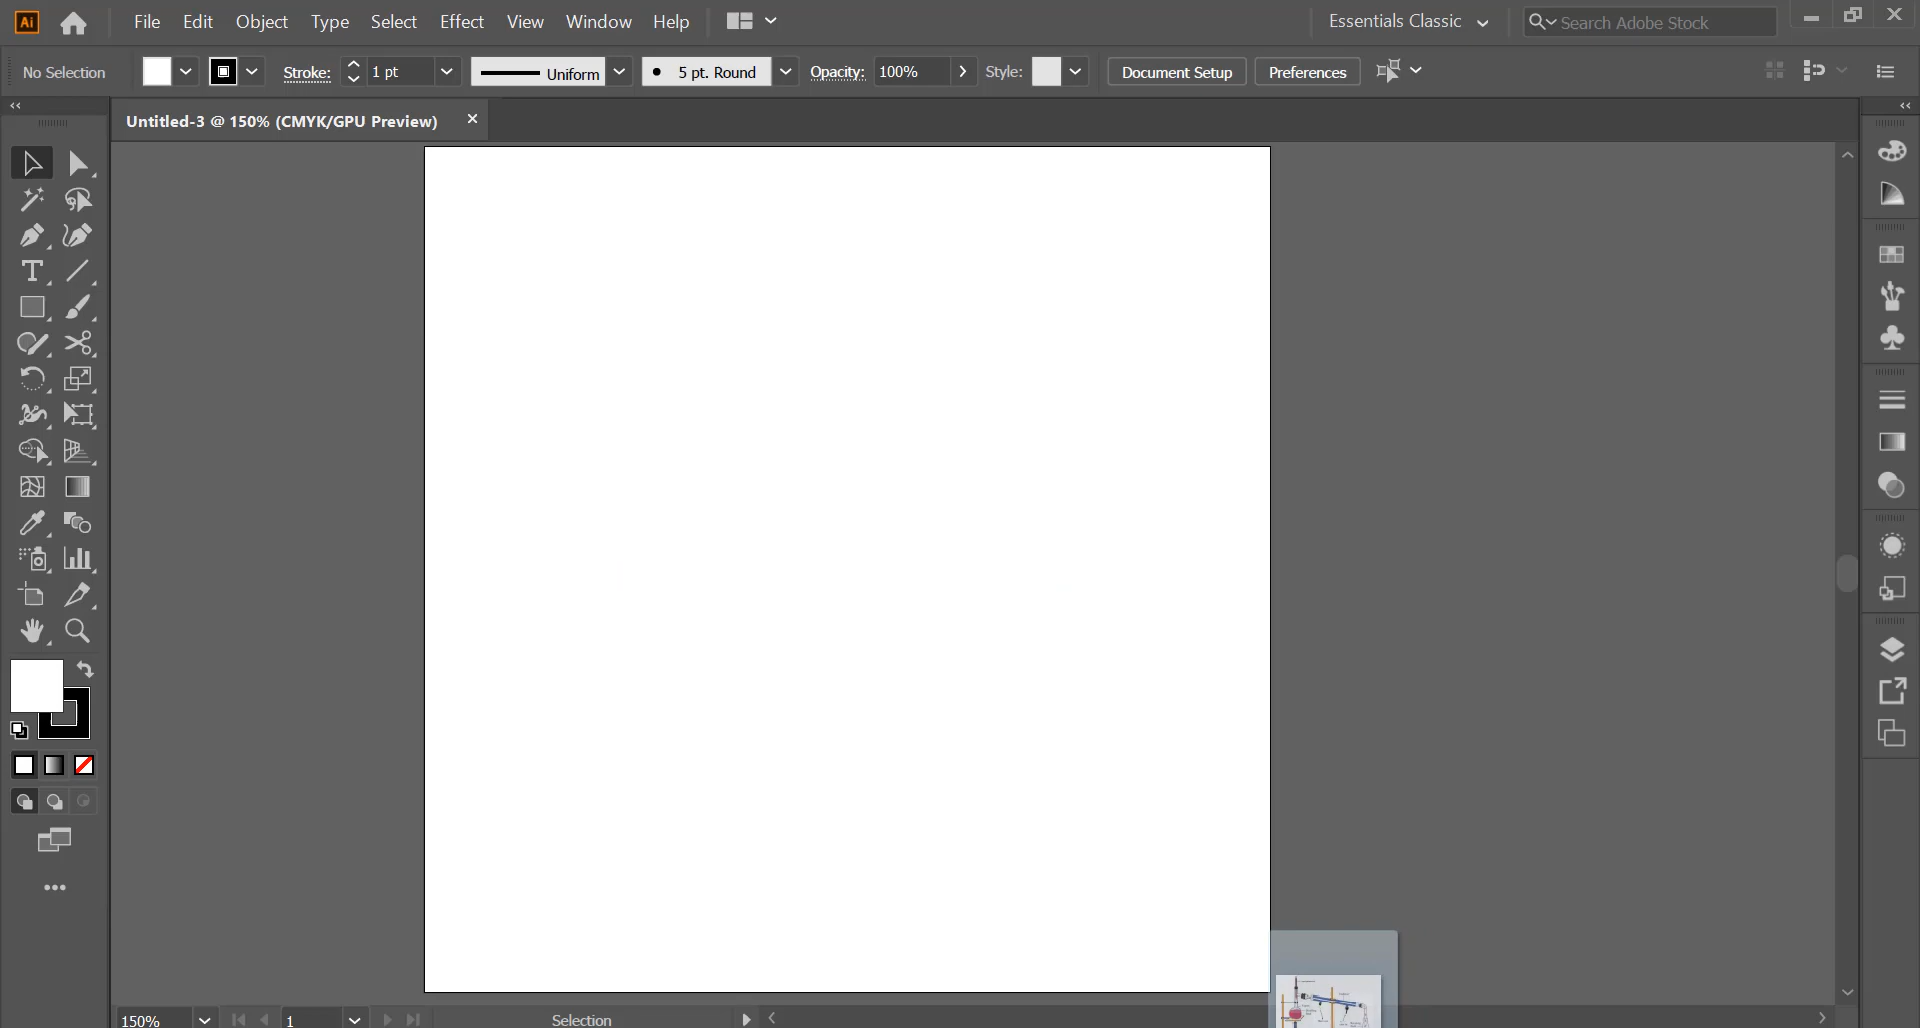 Ai File Edit Object Type Select Effect View Window Help Essentials Classic Search Adobe Stock
No Selection Stroke: 1 pt Uniform 5 pt. Round Opacity: 100% Style: Document Setup Preferences
Untitled-3 @ 150% (CMYK/GPU Preview)
150% 1 Selection